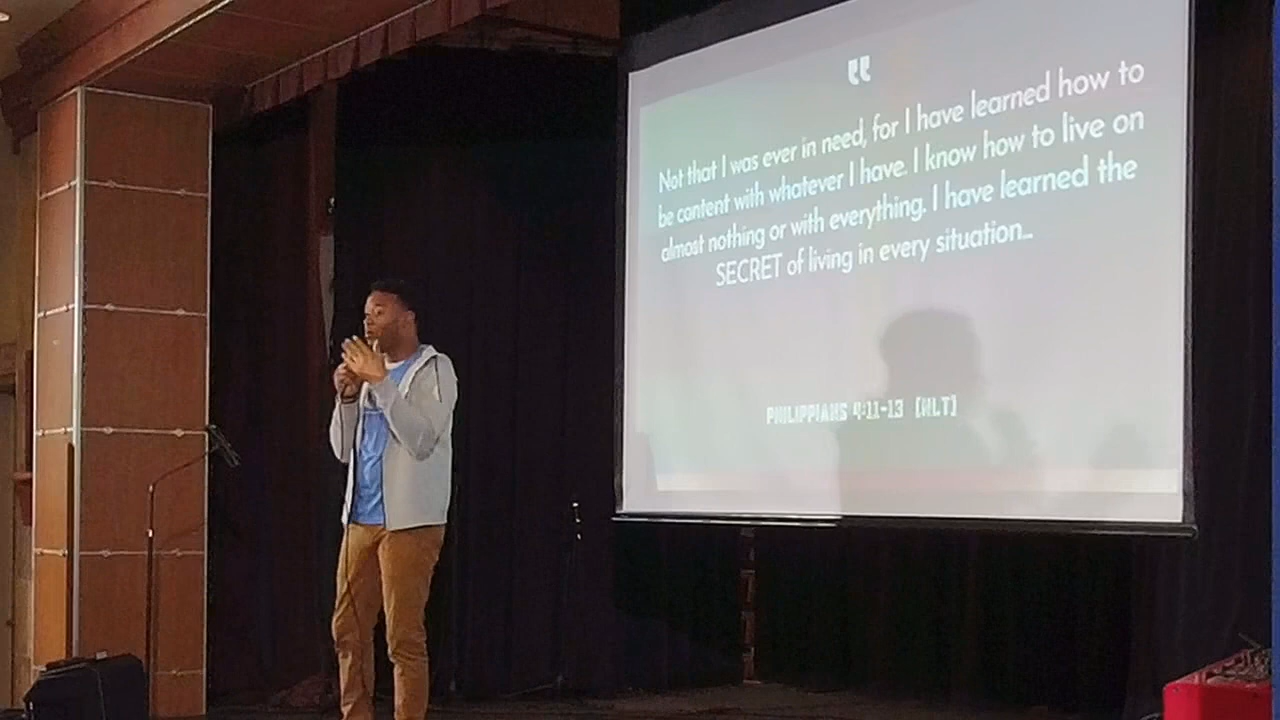 Not that I was ever in need, for I have learned how to
be content with whatever I have. I know how to live on
almost nothing or with everything. I have learned the
SECRET of living in every situation...
PHILIPPIANS 4:11-13 (NLT)